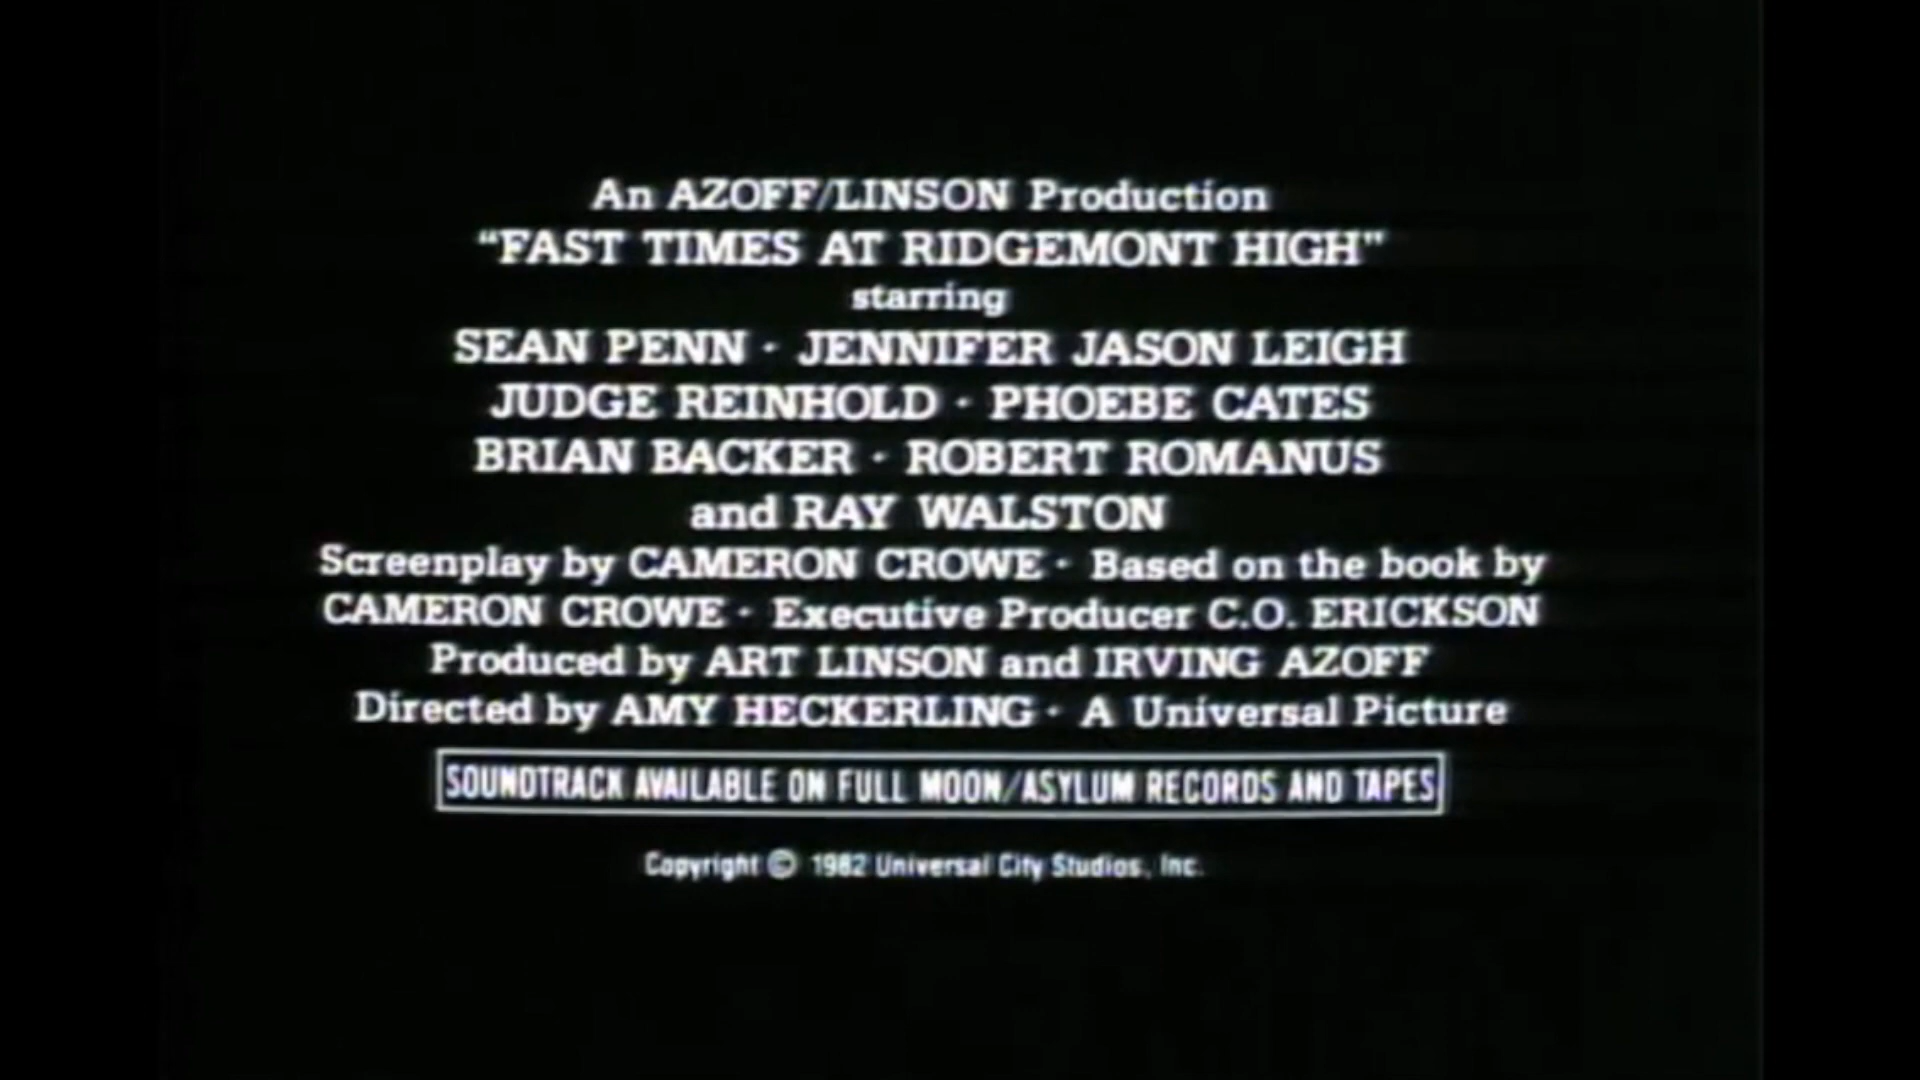 An AZOFF/LINSON Production
“FAST TIMES AT RIDGEMONT HIGH"
starring
SEAN PENN · JENNIFER JASON LEIGH
JUDGE REINHOLD · PHOEBE CATES
BRIAN BACKER · ROBERT ROMANUS
and RAY WALSTON
Screenplay by CAMERON CROWE · Based on the book by
CAMERON CROWE · Executive Producer C.O. ERICKSON
Produced by ART LINSON and IRVING AZOFF
Directed by AMY HECKERLING · A Universal Picture
SOUNDTRACK AVAILABLE ON FULL MOON/ASYLUM RECORDS AND TAPES
Copyright © 1982 Universal City Studios, Inc.